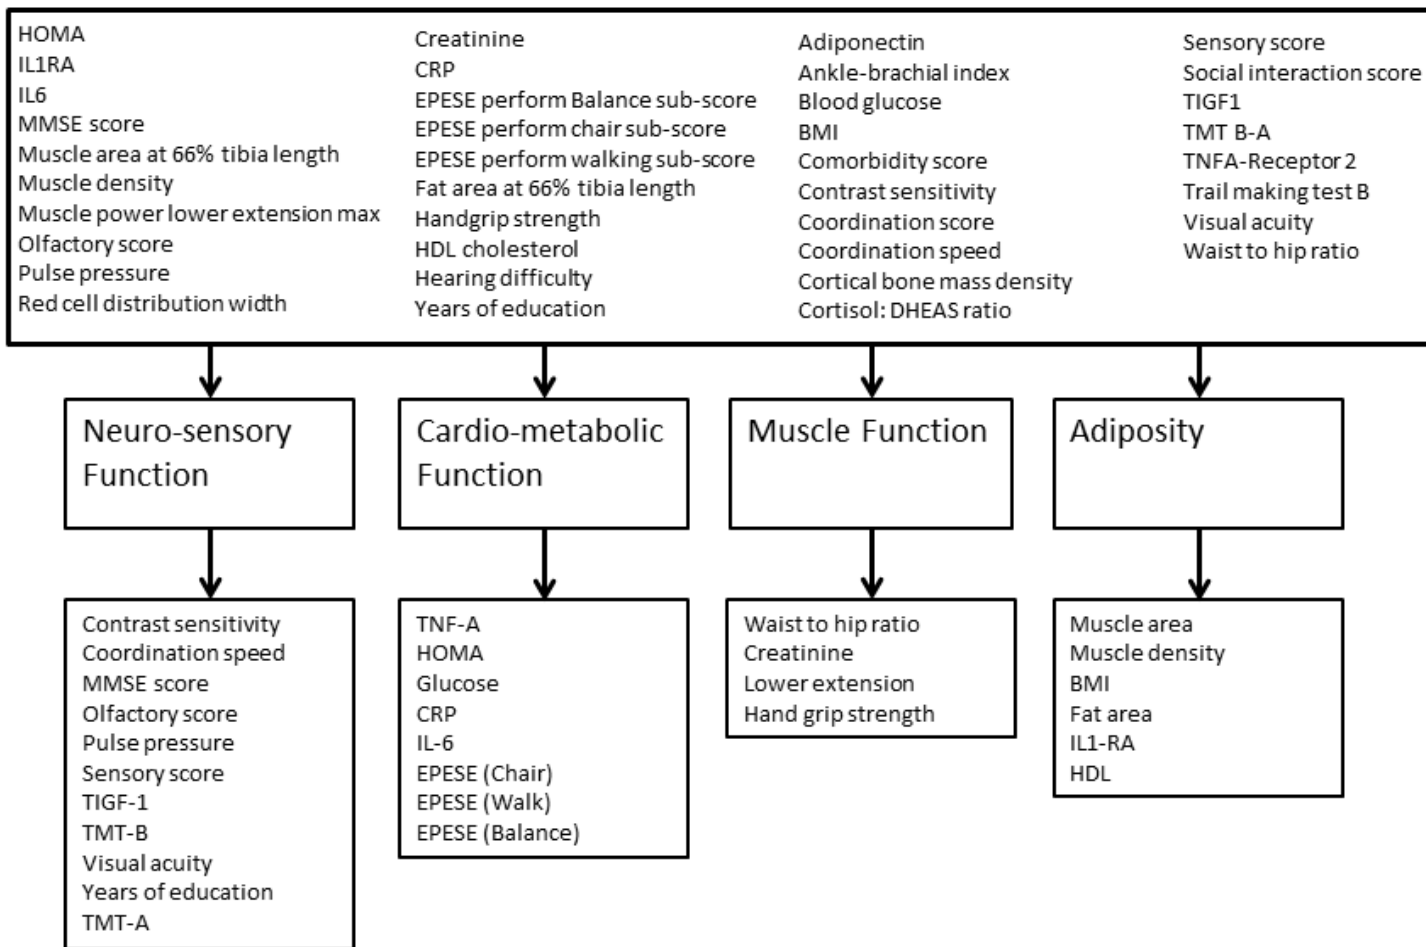 HOMA
IL1RA
IL6
MMSE score
Muscle area at 66% tibia length
Muscle density
Muscle power lower extension max
Olfactory score
Pulse pressure
Red cell distribution width
Creatinine
CRP
EPESE perform Balance sub-score
EPESE perform chair sub-score
EPESE perform walking sub-score
Fat area at 66% tibia length
Handgrip strength
HDL cholesterol
Hearing difficulty
Years of education
Adiponectin
Ankle-brachial index
Blood glucose
BMI
Comorbidity score
Contrast sensitivity
Coordination score
Coordination speed
Cortical bone mass density
Cortisol: DHEAS ratio
Sensory score
Social interaction score
TIGF1
TMT B-A
TNFA-Receptor 2
Trail making test B
Visual acuity
Waist to hip ratio
Neuro-sensory
Function
Cardio-metabolic
Function
Muscle Function
Adiposity
Contrast sensitivity
Coordination speed
MMSE score
Olfactory score
Pulse pressure
Sensory score
TIGF-1
TMT-B
Visual acuity
Years of education
TMT-A
TNF-A
HOMA
Glucose
CRP
IL-6
EPESE (Chair)
EPESE (Walk)
EPESE (Balance)
Waist to hip ratio
Creatinine
Lower extension
Hand grip strength
Muscle area
Muscle density
BMI
Fat area
IL1-RA
HDL